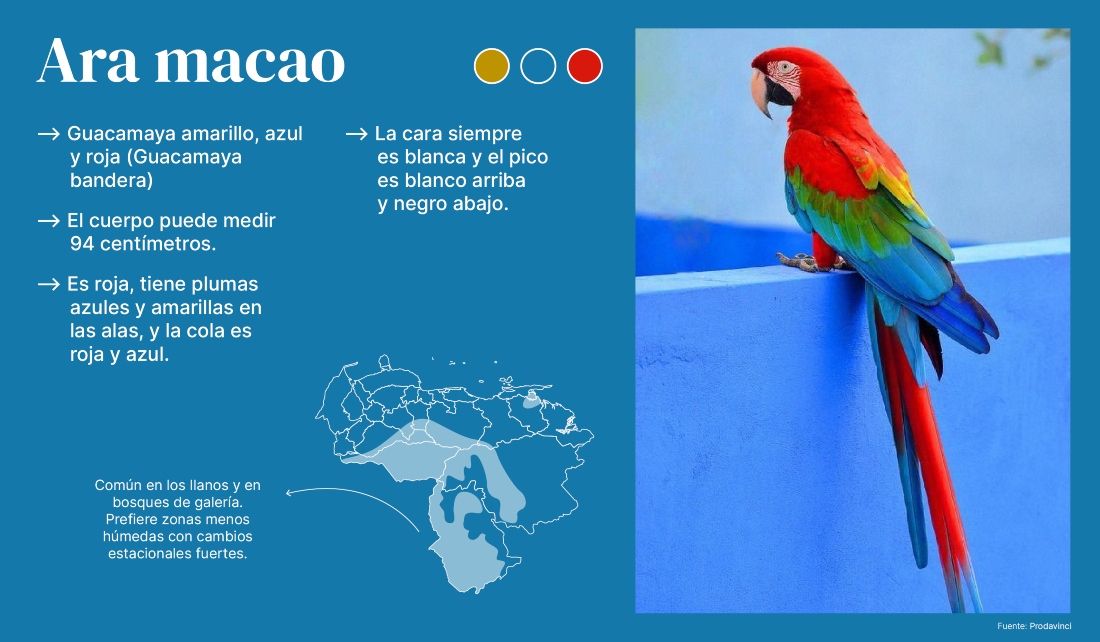 Ara macao
→ Guacamaya amarillo, azul
y roja (Guacamaya
bandera)
→ El cuerpo puede medir
94 centímetros.
→ Es roja, tiene plumas
azules y amarillas en
las alas, y la cola es
roja y azul.
→ La cara siempre
es blanca y el pico
es blanco arriba
y negro abajo.
Común en los llanos y en
bosques de galería.
Prefiere zonas menos
húmedas con cambios
estacionales fuertes.
Fuente: Prodavinci